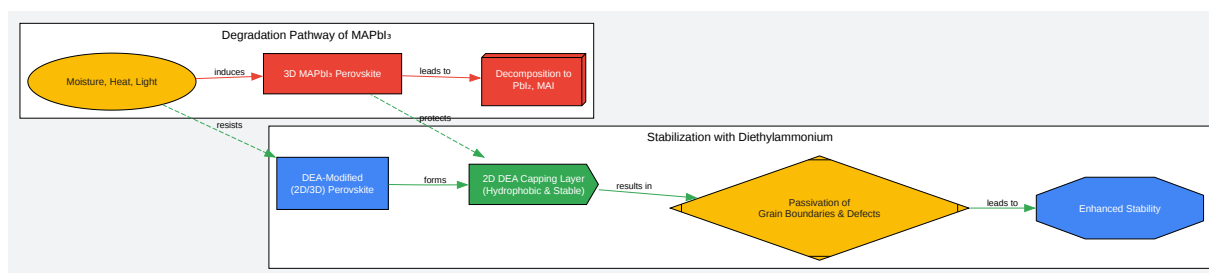 Degradation Pathway of MAPbI₃
Moisture, Heat, Light
induces
3D MAPbI₃ Perovskite
leads to
Decomposition to
PbI₂, MAI
resists
protects
Stabilization with Diethylammonium
DEA-Modified
(2D/3D) Perovskite
forms
2D DEA Capping Layer
(Hydrophobic & Stable)
results in
Passivation of
Grain Boundaries & Defects
leads to
Enhanced Stability